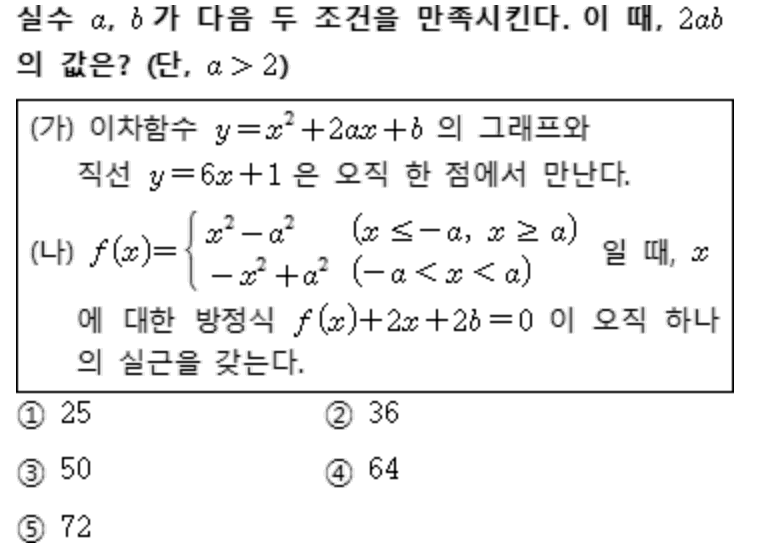 실수 a, b가 다음 두 조건을 만족시킨다. 이 때, 2ab
의 값은? (단, a > 2)
(가) 이차함수 y=x²+2ax+b 의 그래프와
직선 y=6x+1 은 오직 한 점에서 만난다.
(나) f(x)={ x²-a² (x ≤ -a, x ≥ a)
-x²+a² (-a < x < a) 일 때, x
에 대한 방정식 f(x)+2x+2b=0 이 오직 하나
의 실근을 갖는다.
① 25 ② 36
③ 50 ④ 64
⑤ 72